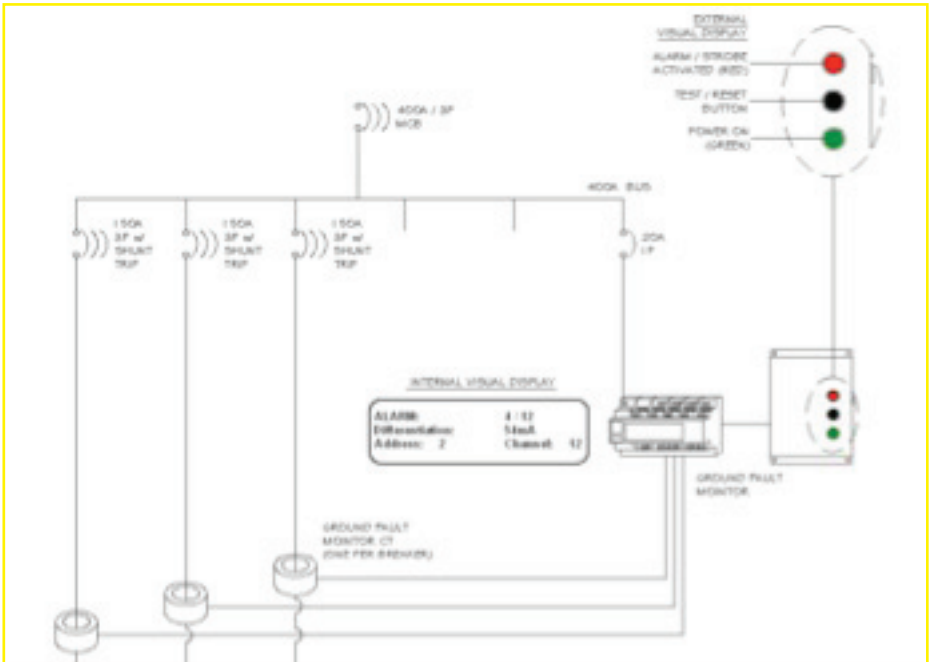 EXTERNAL
VISUAL DISPLAY
ALARM / STROBE
ACTIVATED (RED)
TEST / RESET
BUTTON
POWER ON
(GREEN)
400A / 3P
MCB
400A BUS
150A
3P w/
SHUNT
TRIP
150A
3P w/
SHUNT
TRIP
150A
3P w/
SHUNT
TRIP
20A
1P
INTERNAL VISUAL DISPLAY
ALARM: 4 / 12
Differentiation: 54mA
Address: 2 Channel: 12
GROUND FAULT
MONITOR
GROUND FAULT
MONITOR CT
(ONE PER BREAKER)